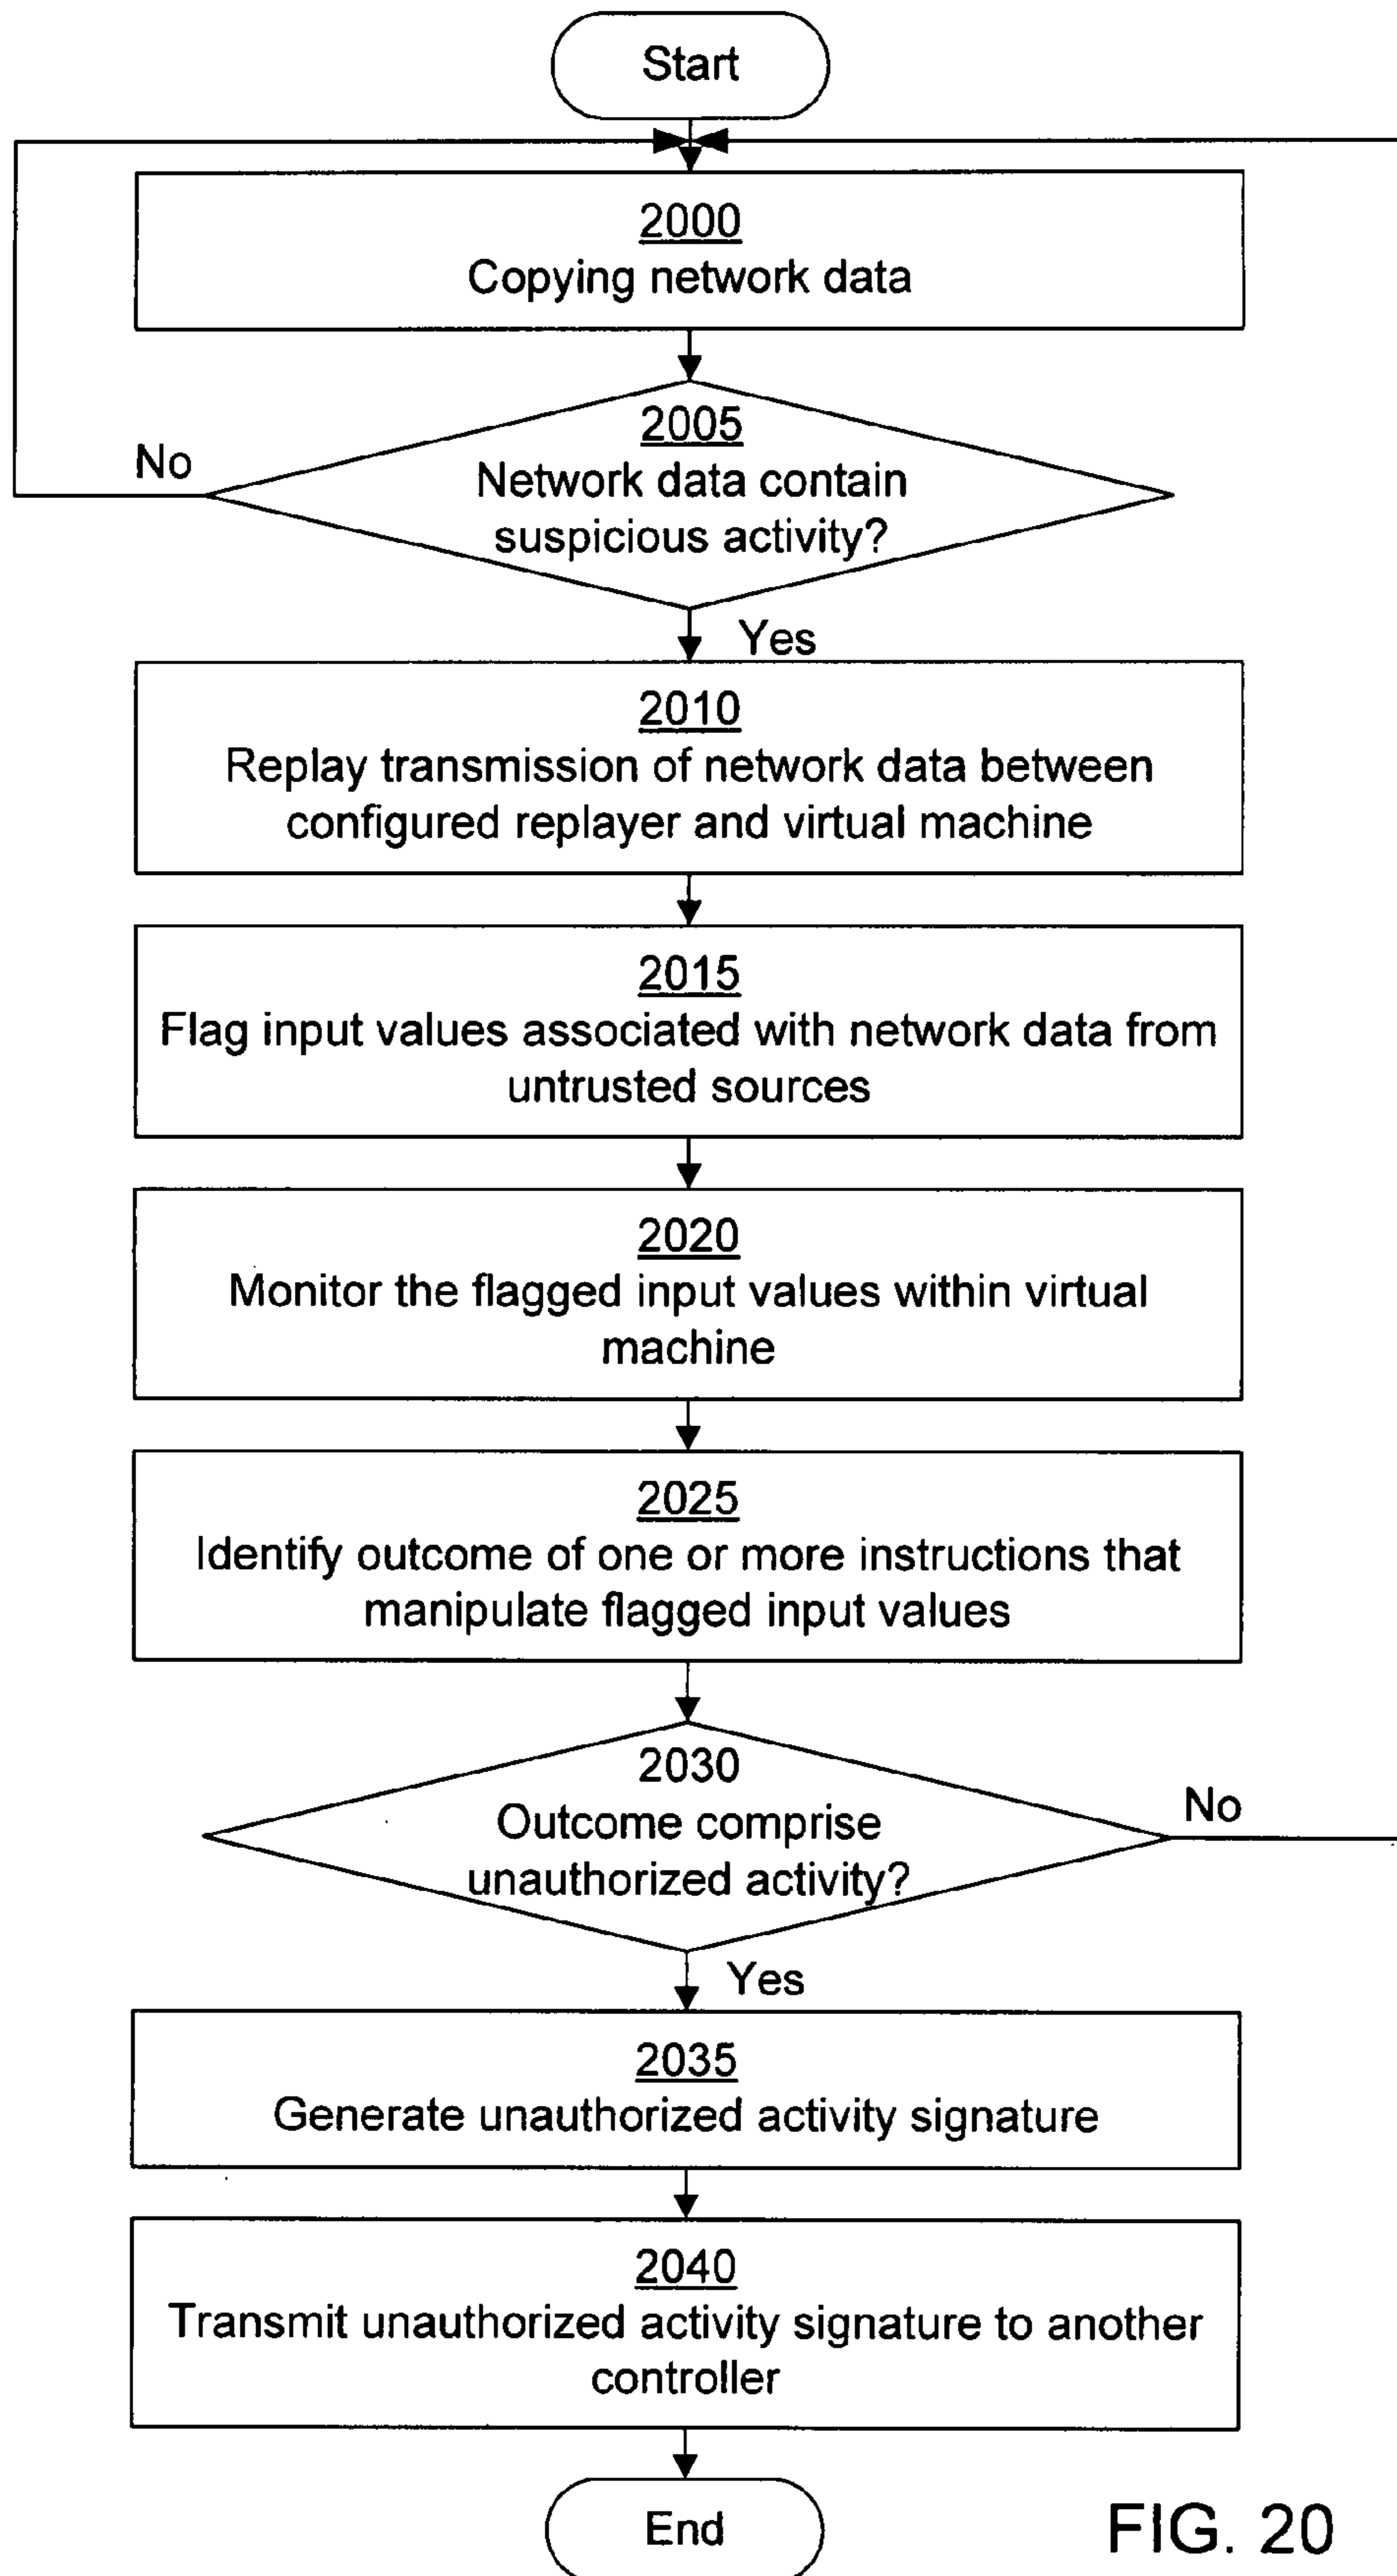 Start
2000
Copying network data
2005
Network data contain
suspicious activity?
No
Yes
2010
Replay transmission of network data between
configured replayer and virtual machine
2015
Flag input values associated with network data from
untrusted sources
2020
Monitor the flagged input values within virtual
machine
2025
Identify outcome of one or more instructions that
manipulate flagged input values
2030
Outcome comprise
unauthorized activity?
No
Yes
2035
Generate unauthorized activity signature
2040
Transmit unauthorized activity signature to another
controller
End
FIG. 20